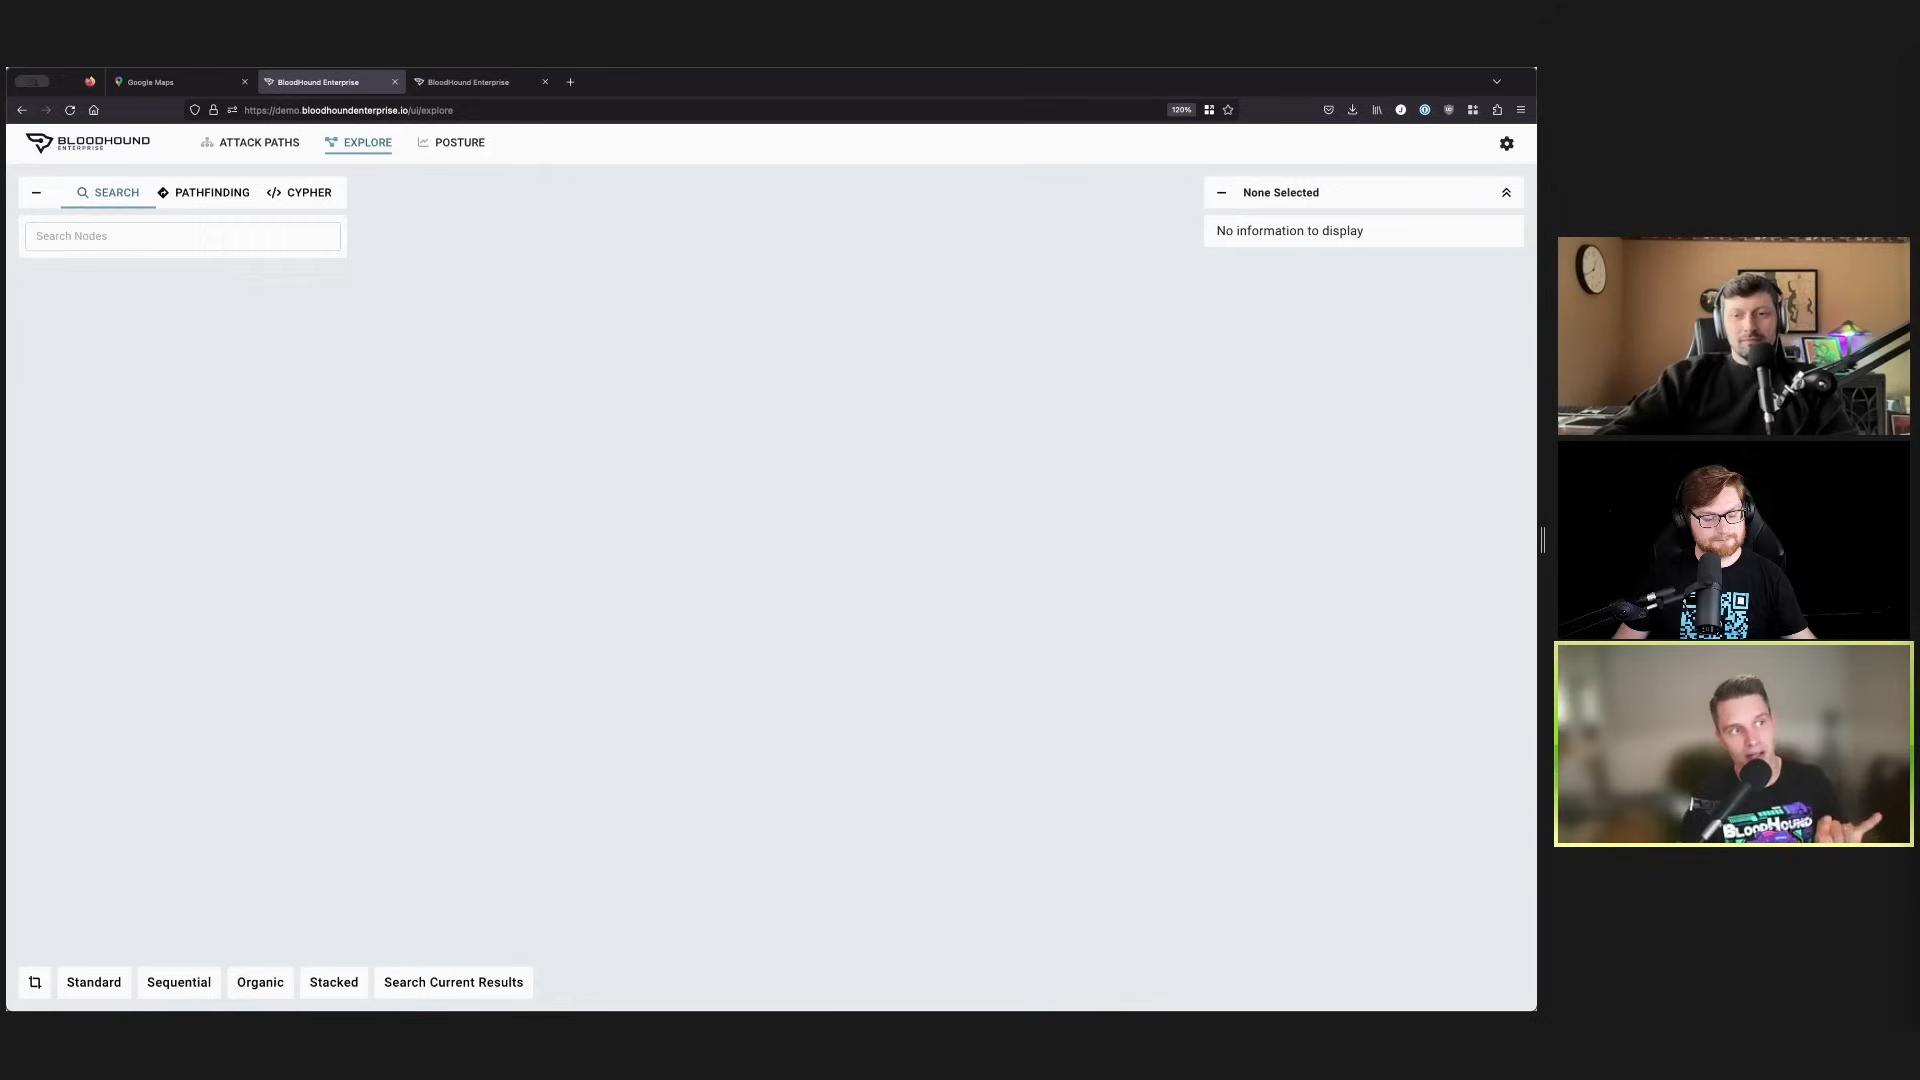 Google Maps
BloodHound Enterprise
BloodHound Enterprise
https://demo.bloodhoundenterprise.io/ui/explore
120%
BLOODHOUND
ENTERPRISE
ATTACK PATHS
EXPLORE
POSTURE
SEARCH
PATHFINDING
CYPHER
Search Nodes
None Selected
No information to display
BLOODHOUND
Standard
Sequential
Organic
Stacked
Search Current Results